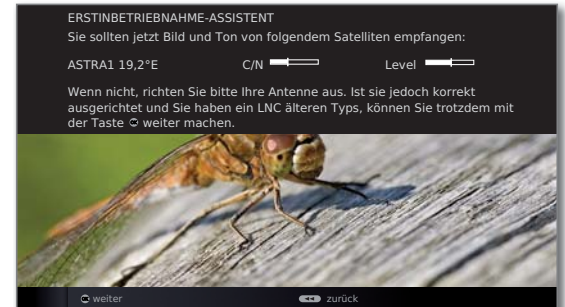 ERSTINBETRIEBNAHME-ASSISTENT
Sie sollten jetzt Bild und Ton von folgendem Satelliten empfangen:
ASTRA1 19,2°E C/N Level
Wenn nicht, richten Sie bitte Ihre Antenne aus. Ist sie jedoch korrekt
ausgerichtet und Sie haben ein LNC älteren Typs, können Sie trotzdem mit
der Taste weiter machen.
weiter zurück